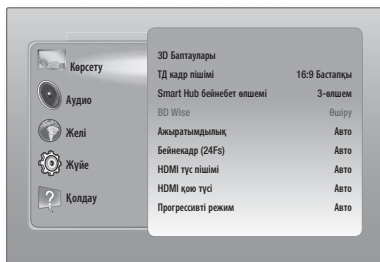 Көрсету
Аудио
Желі
Жүйе
Қолдау
3D Баптаулары
ТД кадр пішімі 16:9 Бастапқы
Smart Hub бейнебет өлшемі 3-өлшем
BD Wise Өшіру
Ажыратымдылық Авто
Бейнекадр (24Fs) Авто
HDMI түс пішімі Авто
HDMI қою түсі Авто
Прогрессивті режим Авто